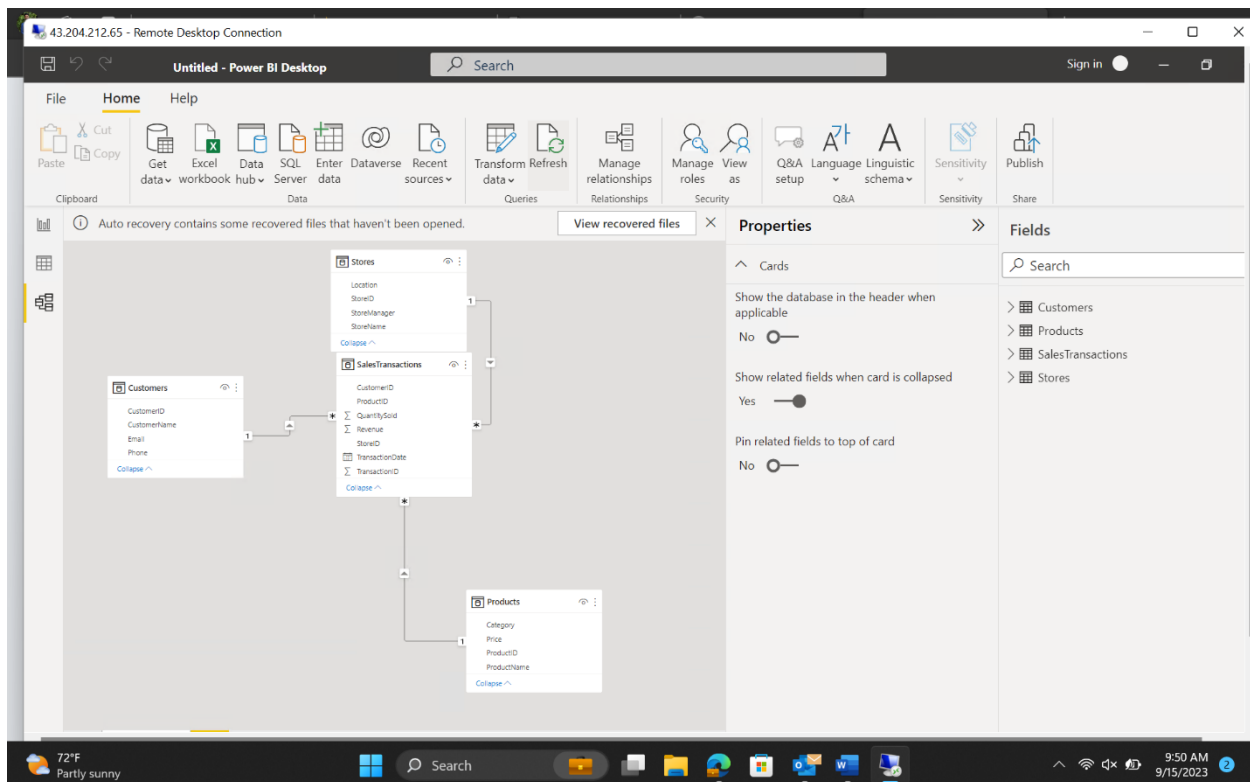 43.204.212.65 - Remote Desktop Connection
Untitled - Power BI Desktop
Search
Sign in
File Home Help
Paste
Cut
Copy
Get data
Excel workbook
Data hub
SQL Server
Enter data
Dataverse
Recent sources
Transform data
Refresh
Manage relationships
Manage roles
View as
Q&A setup
Language
Linguistic schema
Sensitivity
Publish
Clipboard
Data
Queries
Relationships
Security
Q&A
Sensitivity
Share
Auto recovery contains some recovered files that haven't been opened.
View recovered files
Stores
Location
StoreID
StoreManager
StoreName
Collapse
1
SalesTransactions
CustomerID
ProductID
Σ QuantitySold
Σ Revenue
StoreID
TransactionDate
Σ TransactionID
Collapse
*
*
*
Customers
CustomerID
CustomerName
Email
Phone
Collapse
1
Products
Category
Price
ProductID
ProductName
Collapse
1
Properties
Cards
Show the database in the header when
applicable
No
Show related fields when card is collapsed
Yes
Pin related fields to top of card
No
Fields
Search
Customers
Products
SalesTransactions
Stores
72°F
Partly sunny
Search
9:50 AM
9/15/2023
2